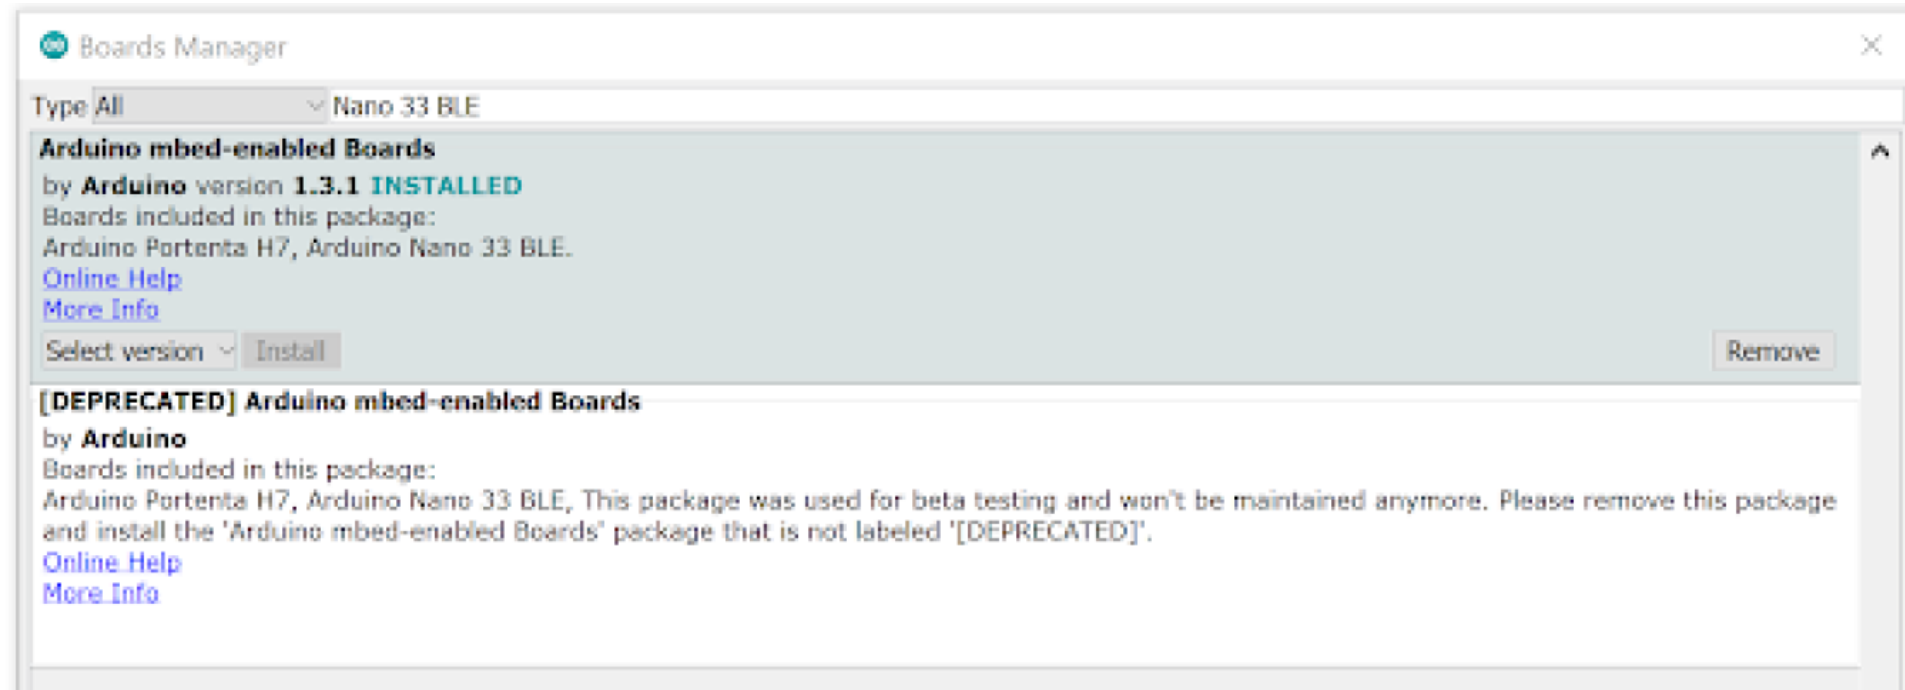 Boards Manager
Type All Nano 33 BLE
Arduino mbed-enabled Boards
by Arduino version 1.3.1 INSTALLED
Boards included in this package:
Arduino Portenta H7, Arduino Nano 33 BLE.
Online Help
More Info
Select version Install Remove
[DEPRECATED] Arduino mbed-enabled Boards
by Arduino
Boards included in this package:
Arduino Portenta H7, Arduino Nano 33 BLE, This package was used for beta testing and won't be maintained anymore. Please remove this package
and install the 'Arduino mbed-enabled Boards' package that is not labeled '[DEPRECATED]'.
Online Help
More Info